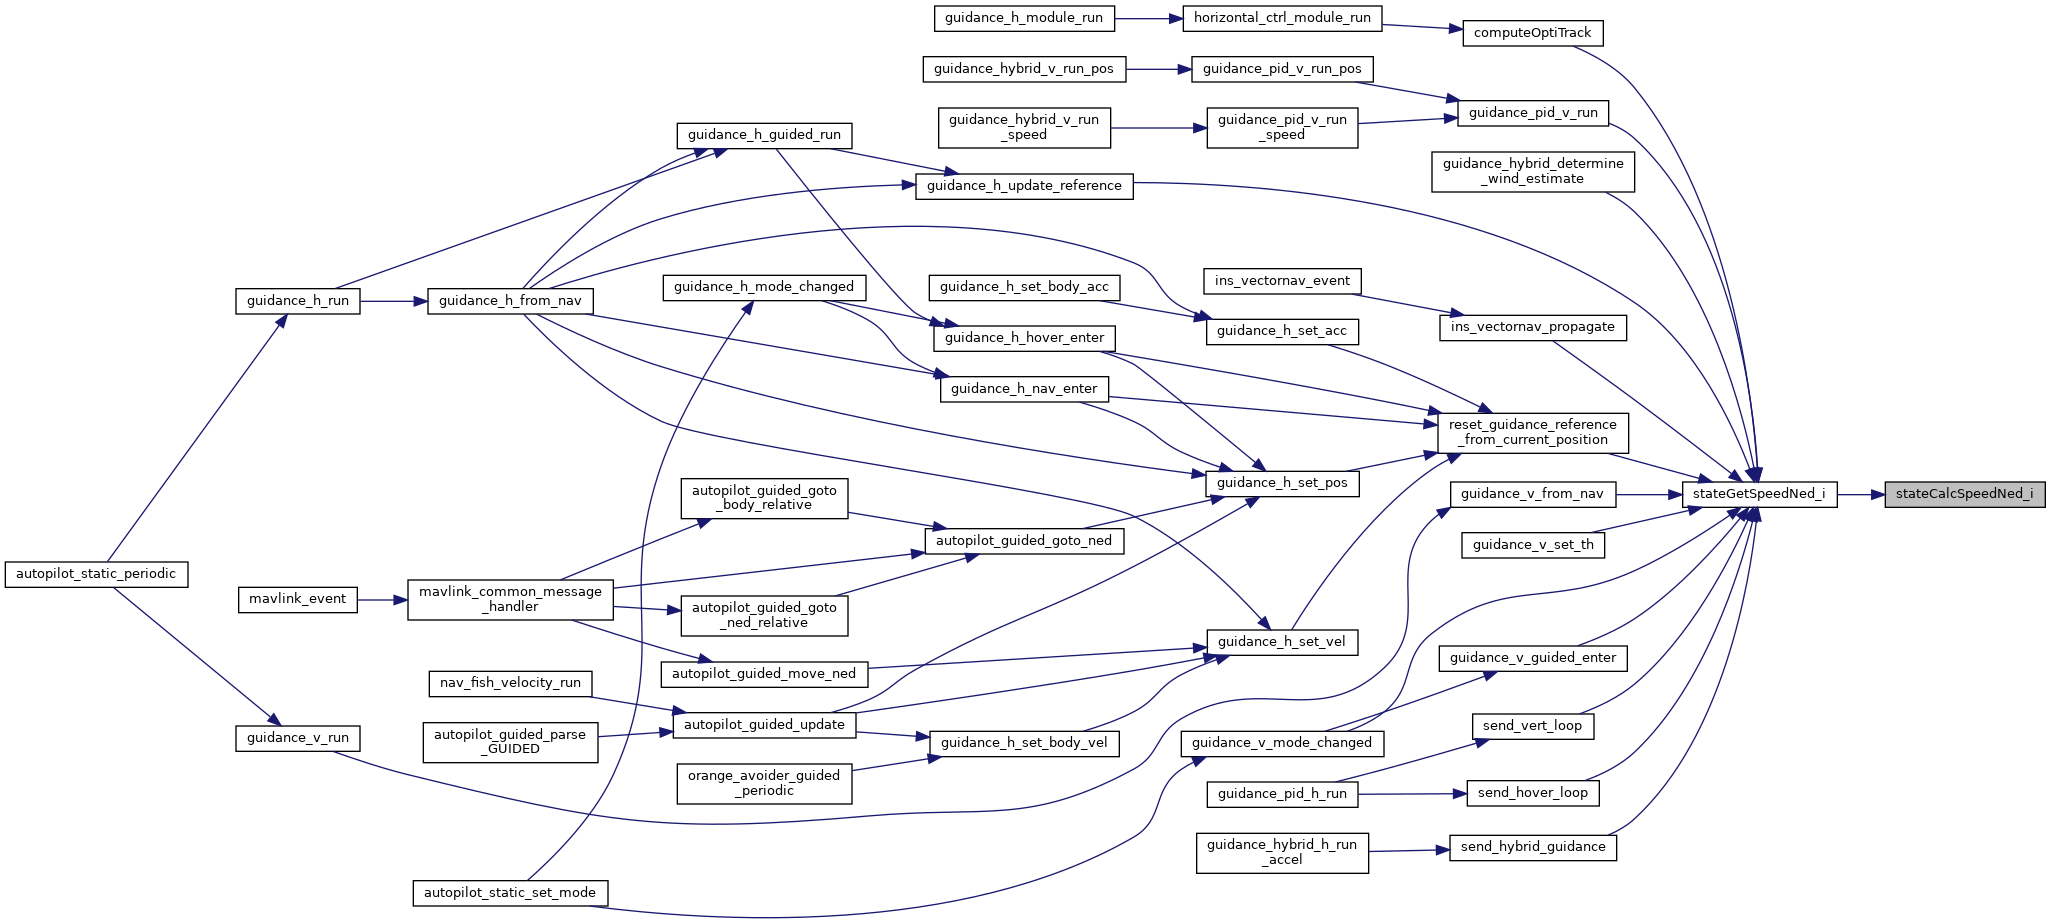 guidance_h_module_run
horizontal_ctrl_module_run
computeOptiTrack
guidance_hybrid_v_run_pos
guidance_pid_v_run_pos
guidance_pid_v_run
guidance_hybrid_v_run
_speed
guidance_pid_v_run
_speed
guidance_h_guided_run
guidance_hybrid_determine
_wind_estimate
guidance_h_update_reference
guidance_h_run
guidance_h_from_nav
guidance_h_mode_changed
guidance_h_set_body_acc
ins_vectornav_event
guidance_h_hover_enter
guidance_h_set_acc
ins_vectornav_propagate
guidance_h_nav_enter
reset_guidance_reference
_from_current_position
autopilot_guided_goto
_body_relative
guidance_h_set_pos
guidance_v_from_nav
stateGetSpeedNed_i
stateCalcSpeedNed_i
autopilot_guided_goto_ned
guidance_v_set_th
autopilot_static_periodic
mavlink_event
mavlink_common_message
_handler
autopilot_guided_goto
_ned_relative
guidance_h_set_vel
guidance_v_guided_enter
autopilot_guided_move_ned
nav_fish_velocity_run
autopilot_guided_update
send_vert_loop
guidance_v_run
autopilot_guided_parse
_GUIDED
guidance_h_set_body_vel
guidance_v_mode_changed
orange_avoider_guided
_periodic
guidance_pid_h_run
send_hover_loop
guidance_hybrid_h_run
_accel
send_hybrid_guidance
autopilot_static_set_mode